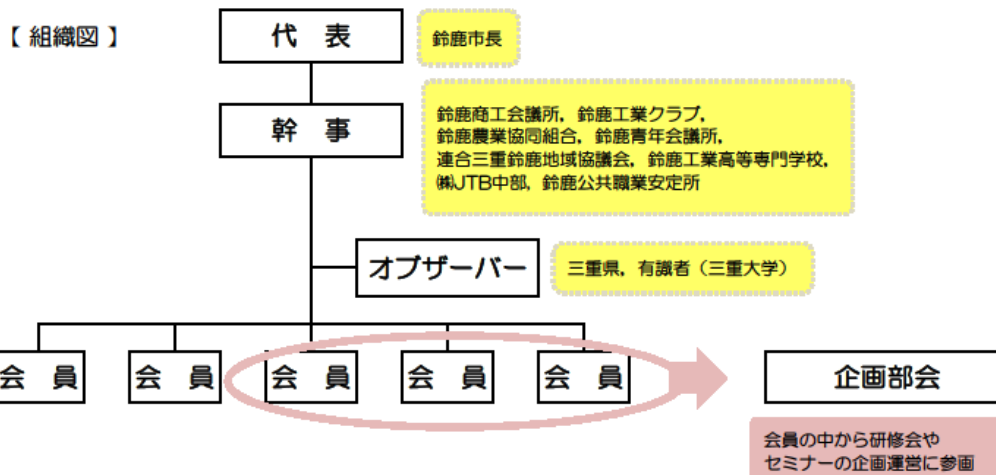 【 組織図 】
代　表
鈴鹿市長
幹　事
鈴鹿商工会議所，鈴鹿工業クラブ，
鈴鹿農業協同組合，鈴鹿青年会議所，
連合三重鈴鹿地域協議会，鈴鹿工業高等専門学校，
㈱JTB中部，鈴鹿公共職業安定所
オブザーバー
三重県，有識者（三重大学）
会　員
会　員
会　員
会　員
会　員
企画部会
会員の中から研修会や
セミナーの企画運営に参画